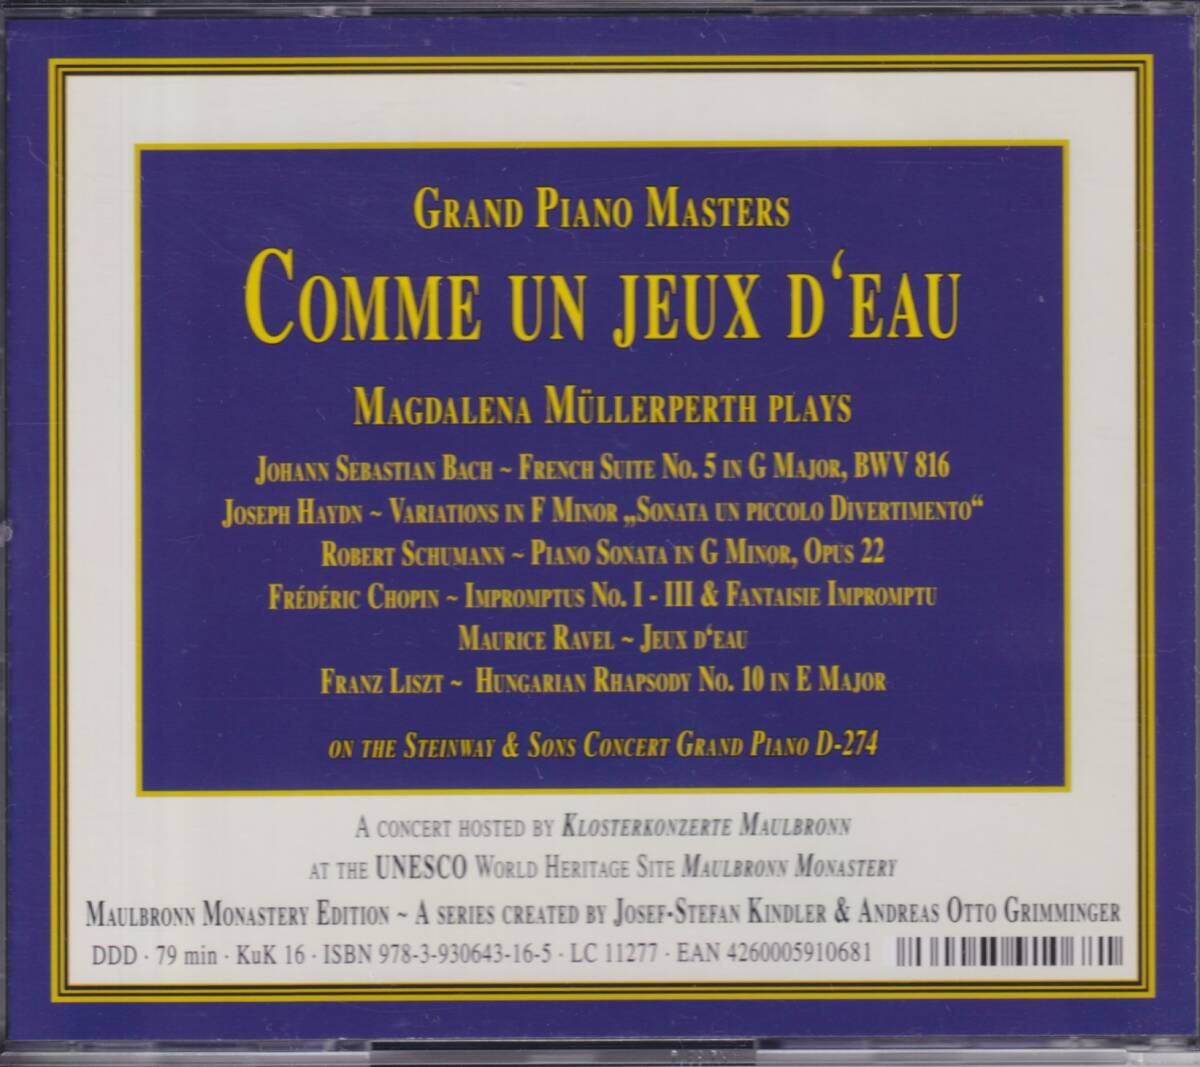 GRAND PIANO MASTERS
COMME UN JEUX D‘EAU
MAGDALENA MÜLLERPERTH PLAYS
JOHANN SEBASTIAN BACH ~ FRENCH SUITE NO. 5 IN G MAJOR, BWV 816
JOSEPH HAYDN ~ VARIATIONS IN F MINOR „SONATA UN PICCOLO DIVERTIMENTO“
ROBERT SCHUMANN ~ PIANO SONATA IN G MINOR, OPUS 22
FRÉDÉRIC CHOPIN ~ IMPROMPTUS NO. I - III & FANTAISIE IMPROMPTU
MAURICE RAVEL ~ JEUX D‘EAU
FRANZ LISZT ~ HUNGARIAN RHAPSODY NO. 10 IN E MAJOR
ON THE STEINWAY & SONS CONCERT GRAND PIANO D-274
A CONCERT HOSTED BY KLOSTERKONZERTE MAULBRONN
AT THE UNESCO WORLD HERITAGE SITE MAULBRONN MONASTERY
MAULBRONN MONASTERY EDITION ~ A SERIES CREATED BY JOSEF-STEFAN KINDLER & ANDREAS OTTO GRIMMINGER
DDD · 79 min · KuK 16 · ISBN 978-3-930643-16-5 · LC 11277 · EAN 4260005910681